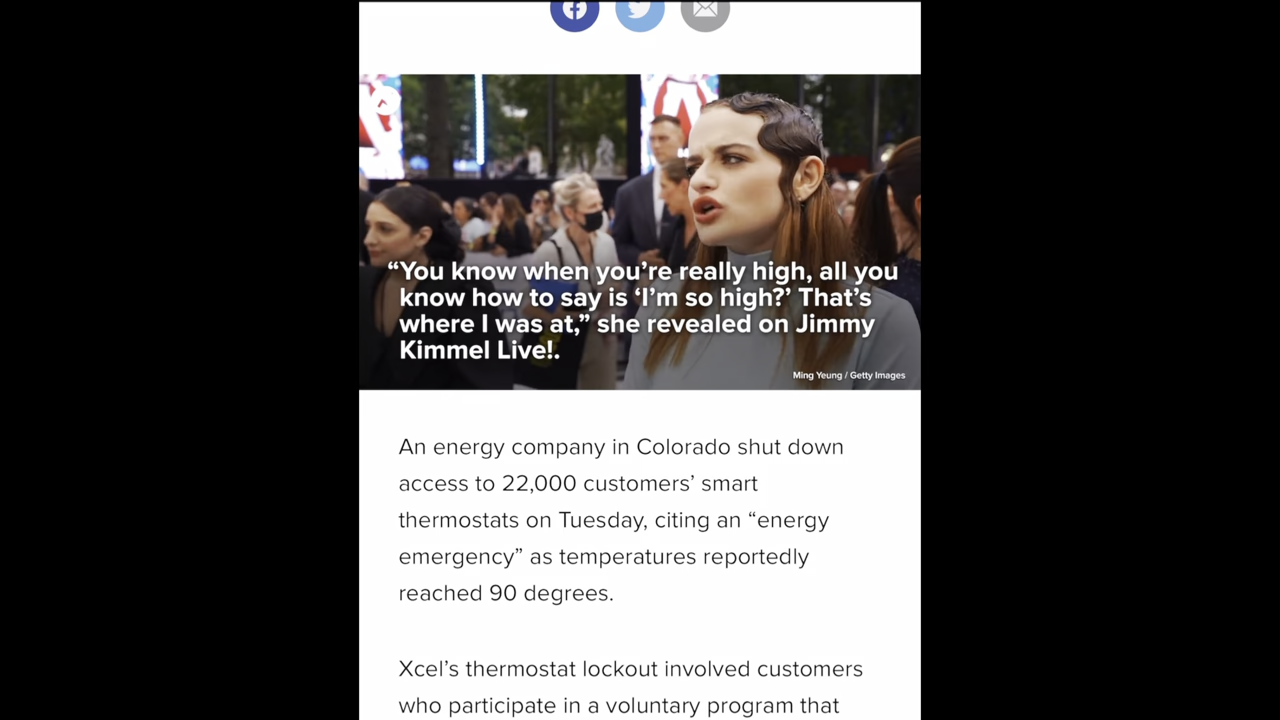 “You know when you’re really high, all you
know how to say is ‘I’m so high?’ That’s
where I was at,” she revealed on Jimmy
Kimmel Live!.
Ming Yeung / Getty Images
An energy company in Colorado shut down
access to 22,000 customers’ smart
thermostats on Tuesday, citing an “energy
emergency” as temperatures reportedly
reached 90 degrees.
Xcel’s thermostat lockout involved customers
who participate in a voluntary program that